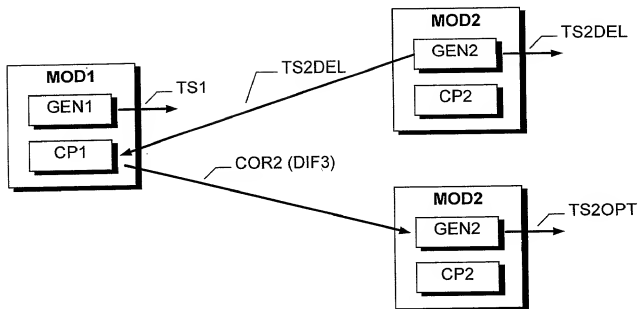 MOD2
GEN2
TS2DEL
CP2
TS2DEL
MOD1
GEN1
TS1
CP1
COR2 (DIF3)
MOD2
GEN2
TS2OPT
CP2